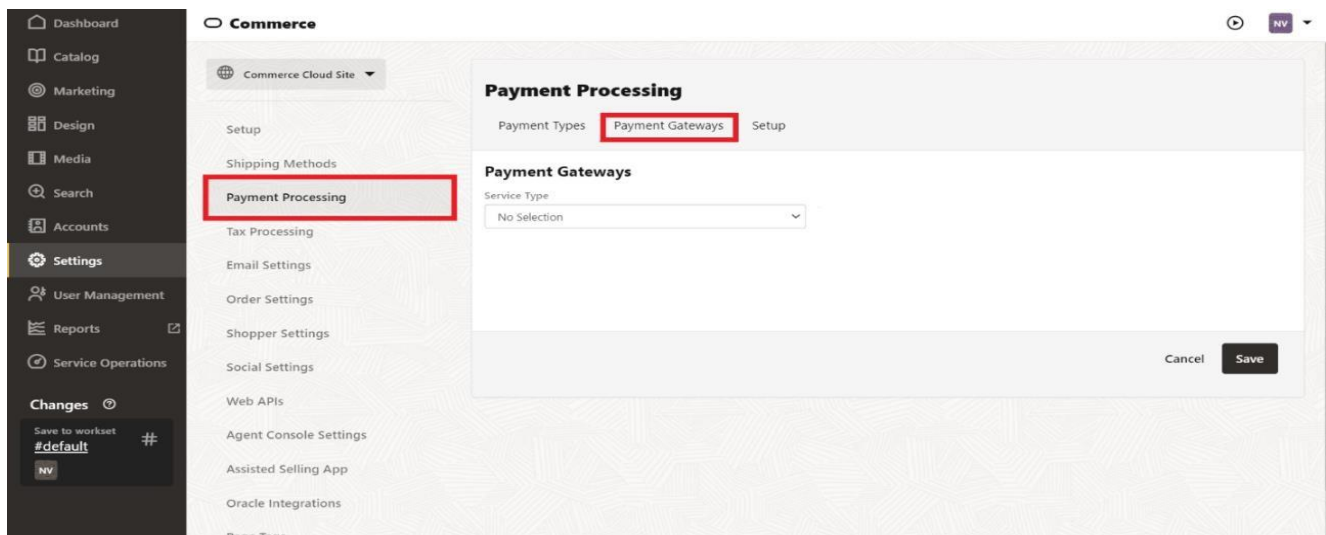 Dashboard
Catalog
Marketing
Design
Media
Search
Accounts
Settings
User Management
Reports
Service Operations
Changes
Save to workset
#default
#
NV
Commerce
NV
Commerce Cloud Site
Setup
Shipping Methods
Payment Processing
Tax Processing
Email Settings
Order Settings
Shopper Settings
Social Settings
Web APIs
Agent Console Settings
Assisted Selling App
Oracle Integrations
Payment Processing
Payment Types Payment Gateways Setup
Payment Gateways
Service Type
No Selection
Cancel Save